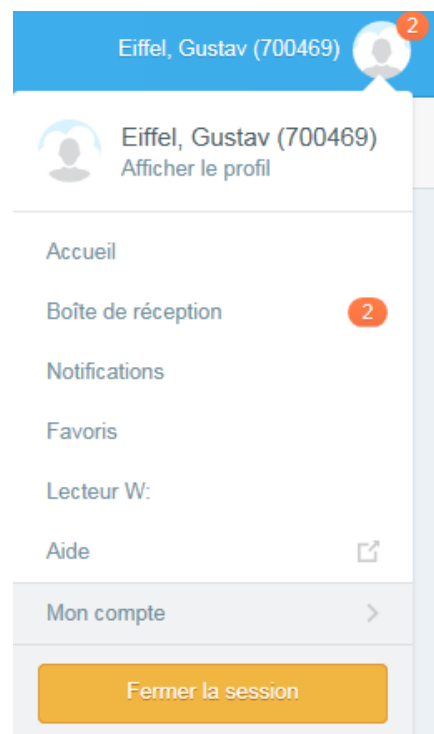 Eiffel, Gustav (700469)
2
Eiffel, Gustav (700469)
Afficher le profil
Accueil
Boîte de réception 2
Notifications
Favoris
Lecteur W:
Aide
Mon compte
Fermer la session